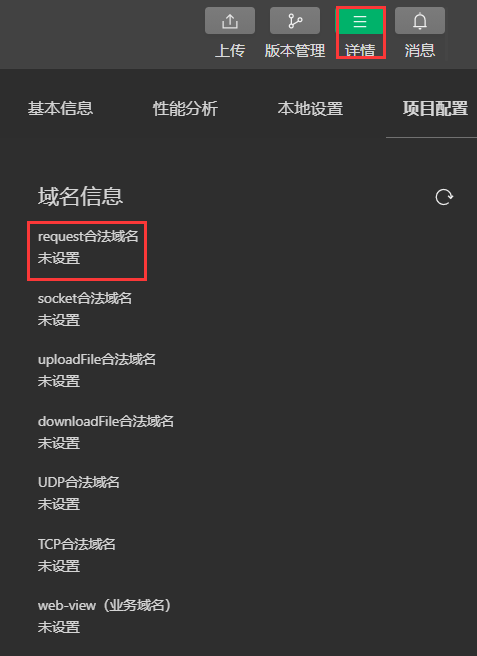 上传 版本管理 详情 消息
基本信息 性能分析 本地设置 项目配置
域名信息
request合法域名
未设置
socket合法域名
未设置
uploadFile合法域名
未设置
downloadFile合法域名
未设置
UDP合法域名
未设置
TCP合法域名
未设置
web-view（业务域名）
未设置